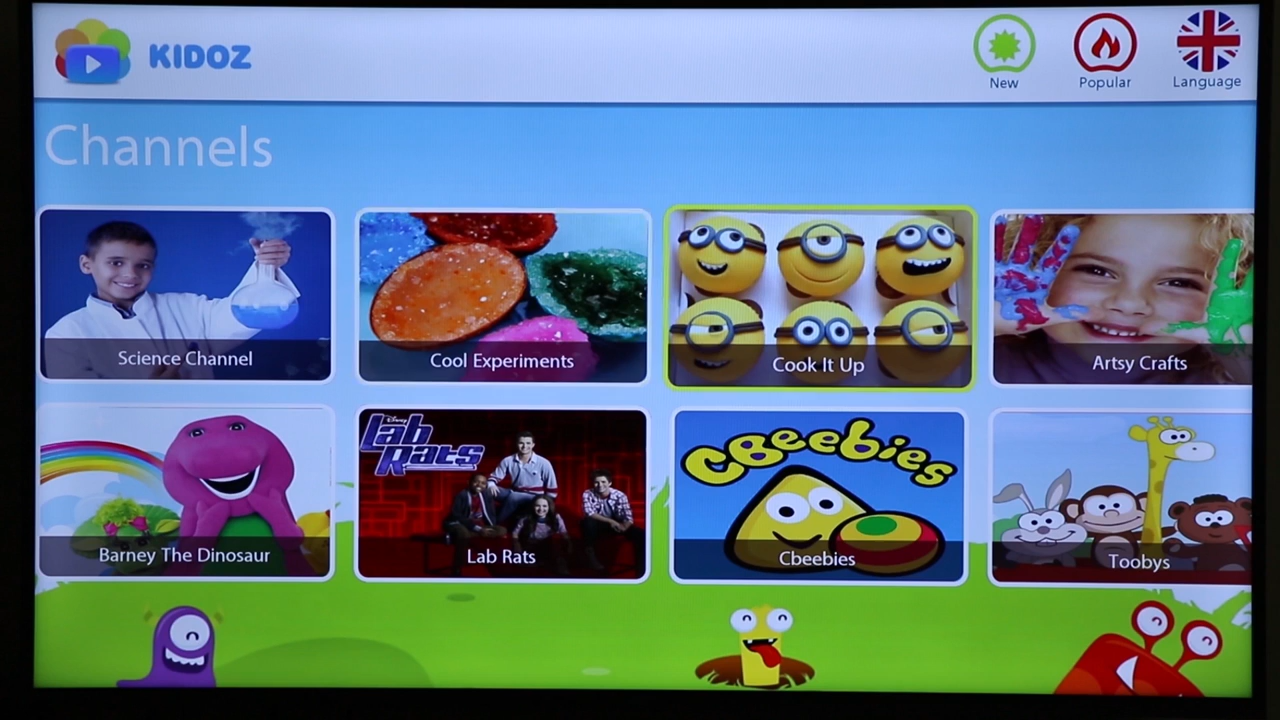 KIDOZ
New
Popular
Language
Channels
Science Channel
Cool Experiments
Cook It Up
Artsy Crafts
Barney The Dinosaur
Disney
Lab
Rats
Lab Rats
CBeebies
Cbeebies
Toobys